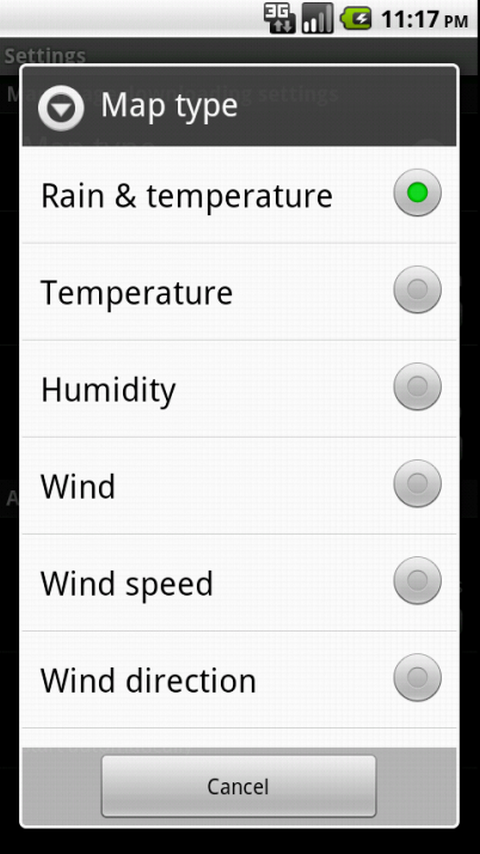 3G 11:17 PM
Settings
Map type
Rain & temperature
Temperature
Humidity
Wind
Wind speed
Wind direction
Cancel